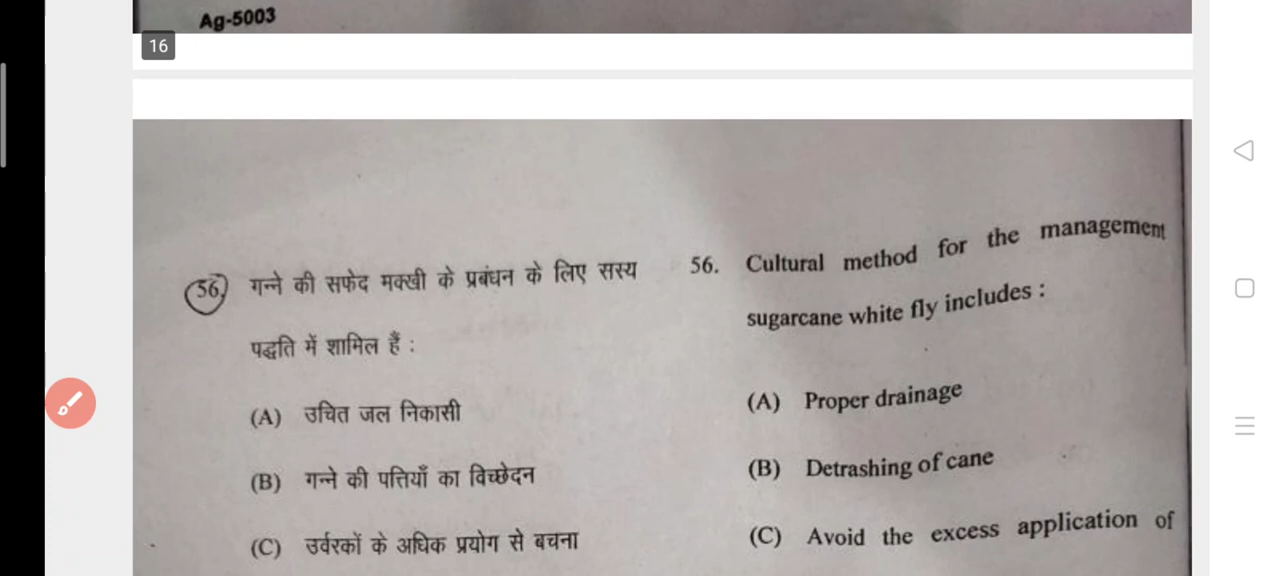 Ag-5003
16
56. गन्ने की सफेद मक्खी के प्रबंधन के लिए सस्य
पद्धति में शामिल हैं :
(A) उचित जल निकासी
(B) गन्ने की पत्तियाँ का विच्छेदन
(C) उर्वरकों के अधिक प्रयोग से बचना
56. Cultural method for the management
sugarcane white fly includes :
(A) Proper drainage
(B) Detrashing of cane
(C) Avoid the excess application of